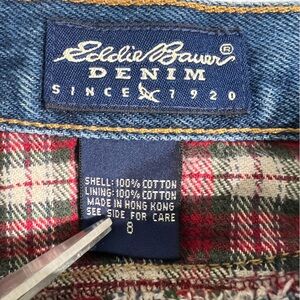 Eddie Bauer®
DENIM
SINCE 1920
SHELL: 100% COTTON
LINING: 100% COTTON
MADE IN HONG KONG
SEE SIDE FOR CARE
8